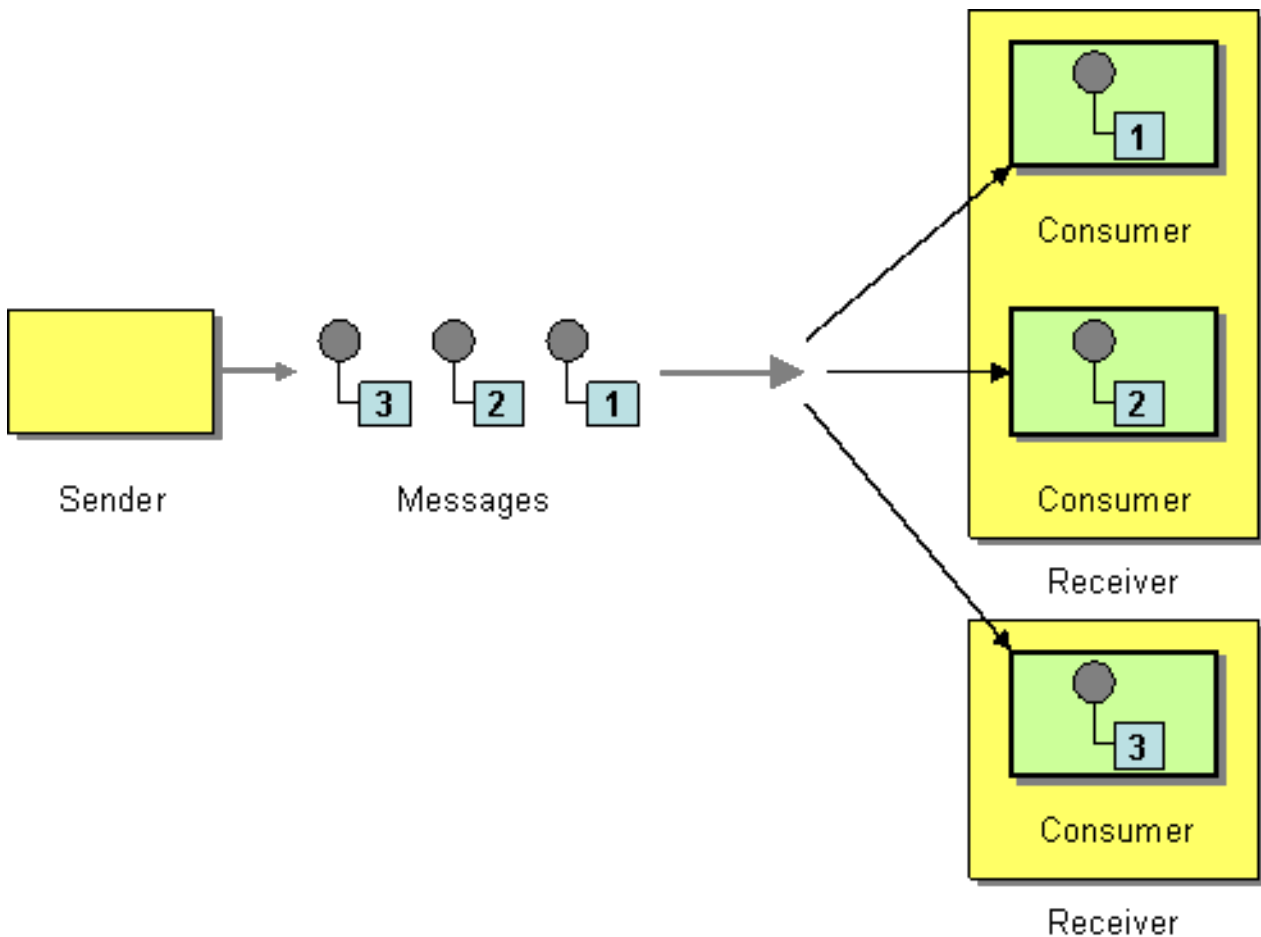 1
Consumer
3 2 1
2
Sender
Messages
Consumer
Receiver
3
Consumer
Receiver